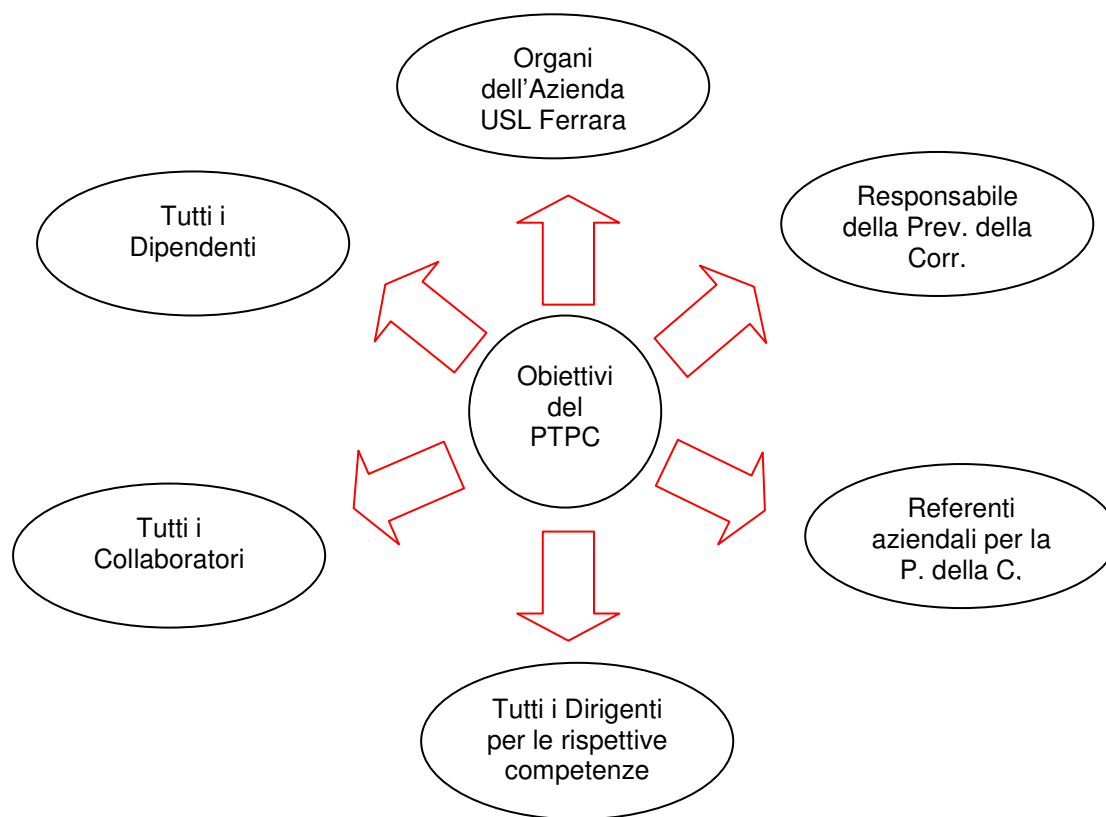 Organi
dell'Azienda
USL Ferrara
Responsabile
della Prev. della
Corr.
Tutti i
Dipendenti
Obiettivi
del
PTPC
Referenti
aziendali per la
P. della C.
Tutti i
Collaboratori
Tutti i Dirigenti
per le rispettive
competenze